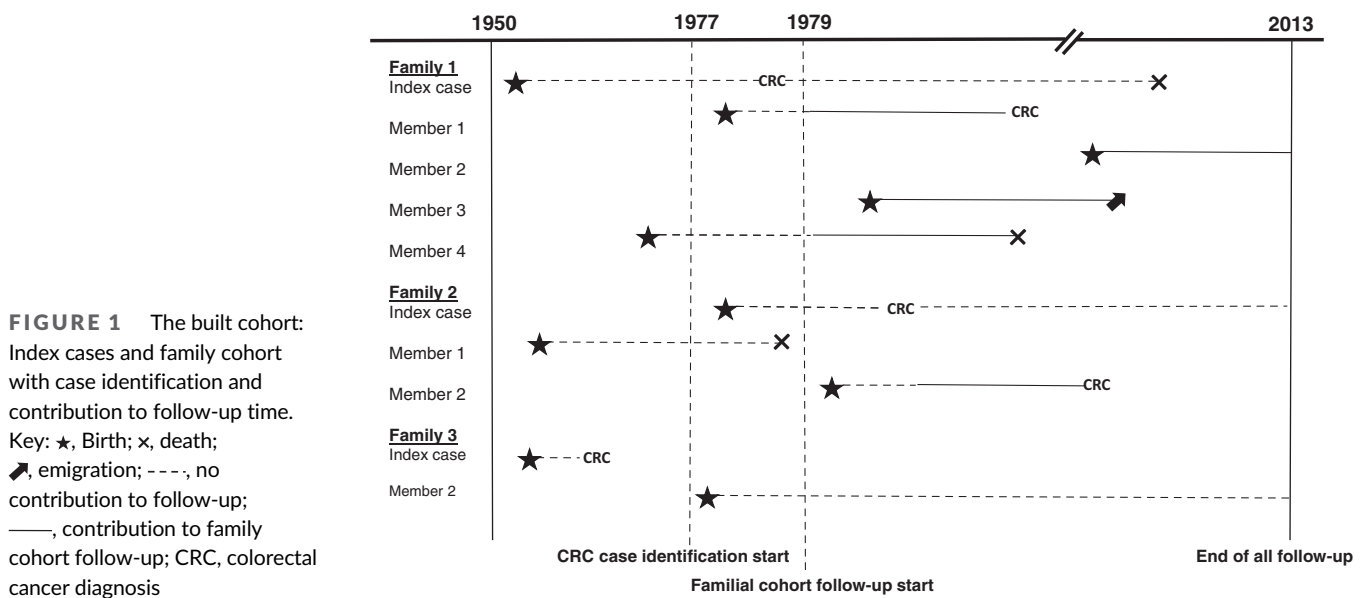 1950 1977 1979 2013
Family 1
Index case
CRC
Member 1
CRC
Member 2
Member 3
Member 4
Family 2
Index case
CRC
Member 1
Member 2
CRC
Family 3
Index case
CRC
Member 2
CRC case identification start
End of all follow-up
Familial cohort follow-up start
FIGURE 1 The built cohort:
Index cases and family cohort
with case identification and
contribution to follow-up time.
Key: ★, Birth; ×, death;
🡽, emigration; ----, no
contribution to follow-up;
——, contribution to family
cohort follow-up; CRC, colorectal
cancer diagnosis